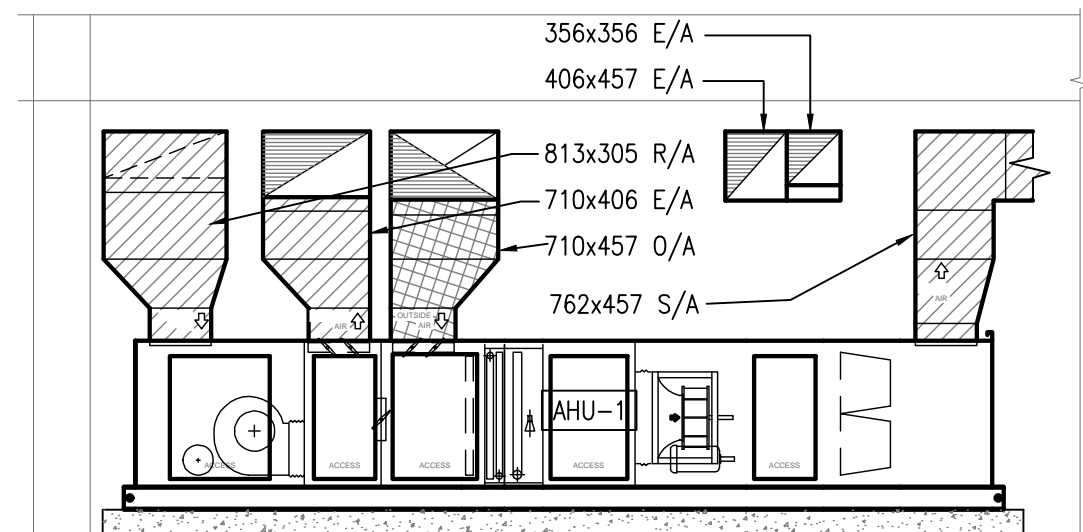 356x356 E/A
406x457 E/A
813x305 R/A
710x406 E/A
710x457 O/A
762x457 S/A
AIR
OUTSIDE
AIR
AIR
AHU-1
ACCESS
ACCESS
ACCESS
ACCESS
ACCESS